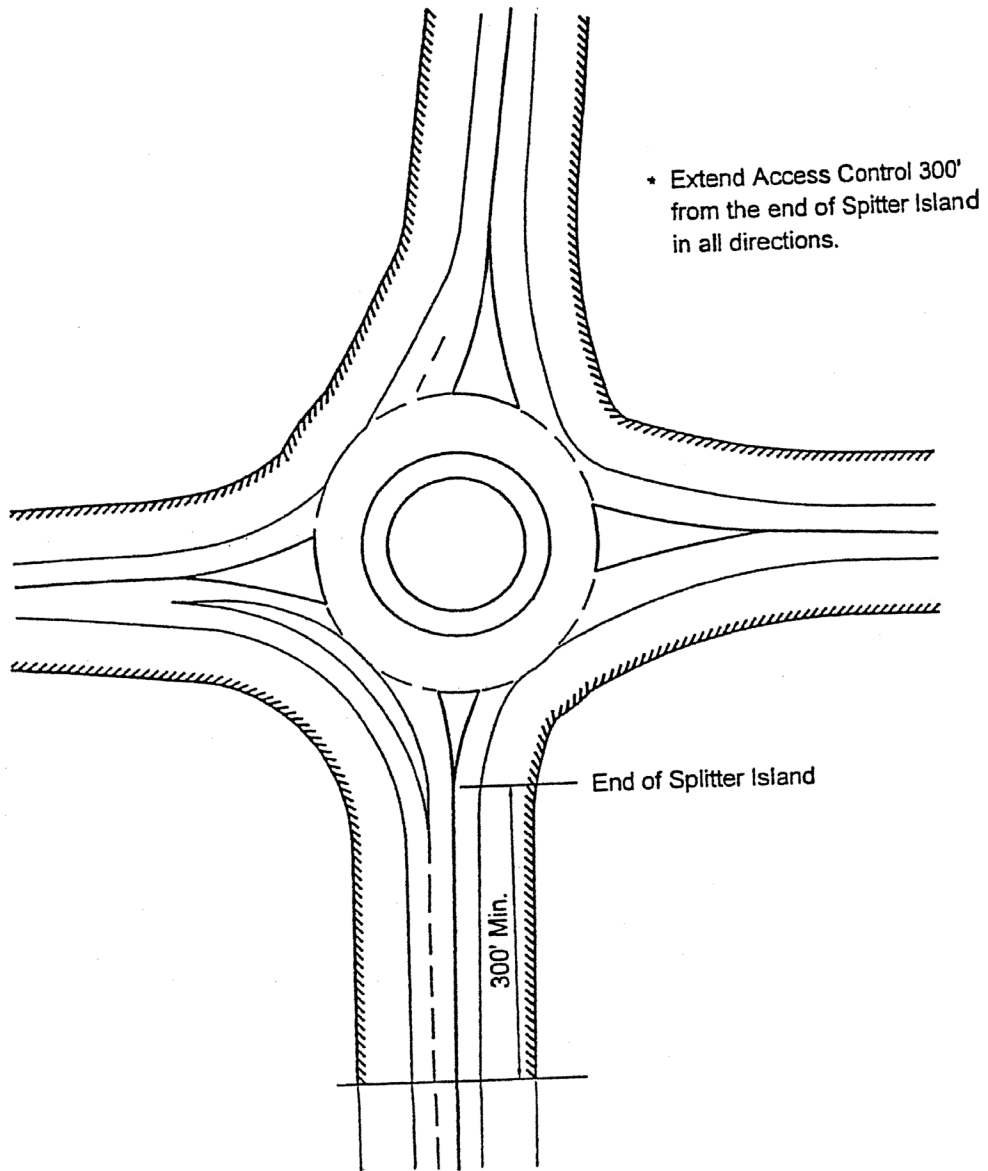 * Extend Access Control 300'
from the end of Spitter Island
in all directions.
End of Splitter Island
300' Min.